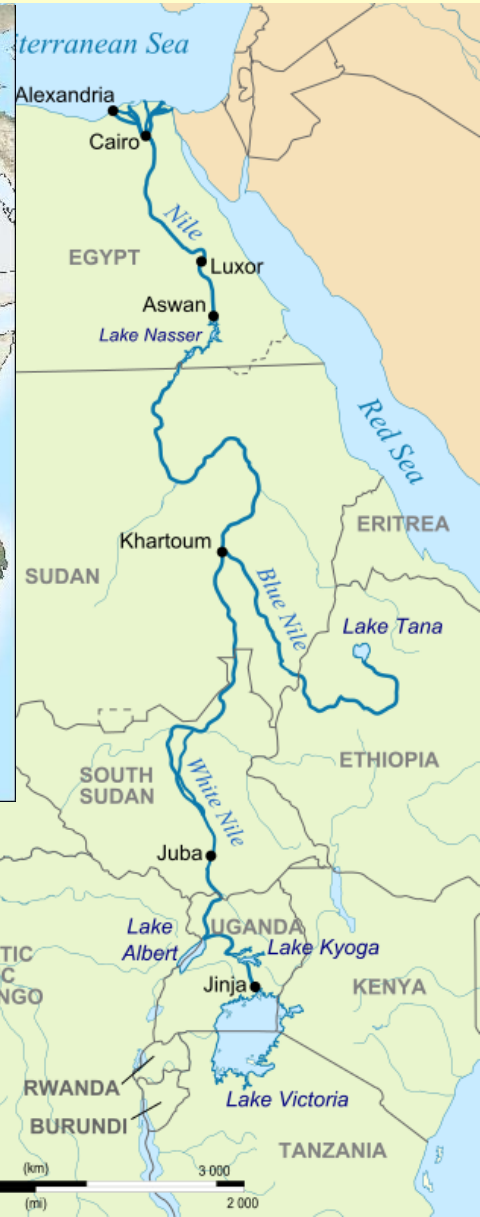 terranean Sea
Alexandria
Cairo
Nile
EGYPT
Luxor
Aswan
Lake Nasser
Red Sea
ERITREA
Khartoum
SUDAN
Blue Nile
Lake Tana
ETHIOPIA
SOUTH
SUDAN
White Nile
Juba
Lake
Albert
UGANDA
Lake Kyoga
TIC
C
NGO
Jinja
KENYA
RWANDA
Lake Victoria
BURUNDI
TANZANIA
(km)
3 000
(mi)
2 000